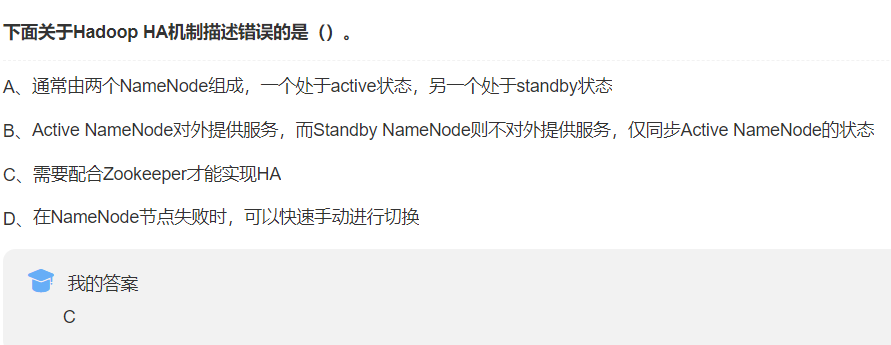 下面关于Hadoop HA机制描述错误的是（）。
A、通常由两个NameNode组成，一个处于active状态，另一个处于standby状态
B、Active NameNode对外提供服务，而Standby NameNode则不对外提供服务，仅同步Active NameNode的状态
C、需要配合Zookeeper才能实现HA
D、在NameNode节点失败时，可以快速手动进行切换
我的答案
C